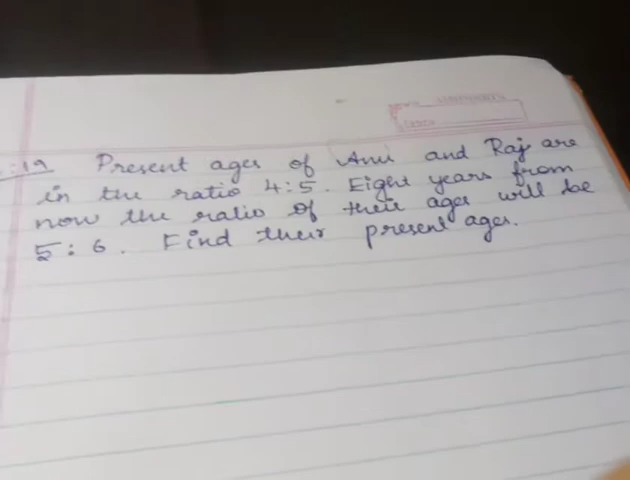 :19 Present ages of Anu and Raj are
in the ratio 4:5. Eight years from
now the ratio of their ages will be
5:6. Find their present ages.